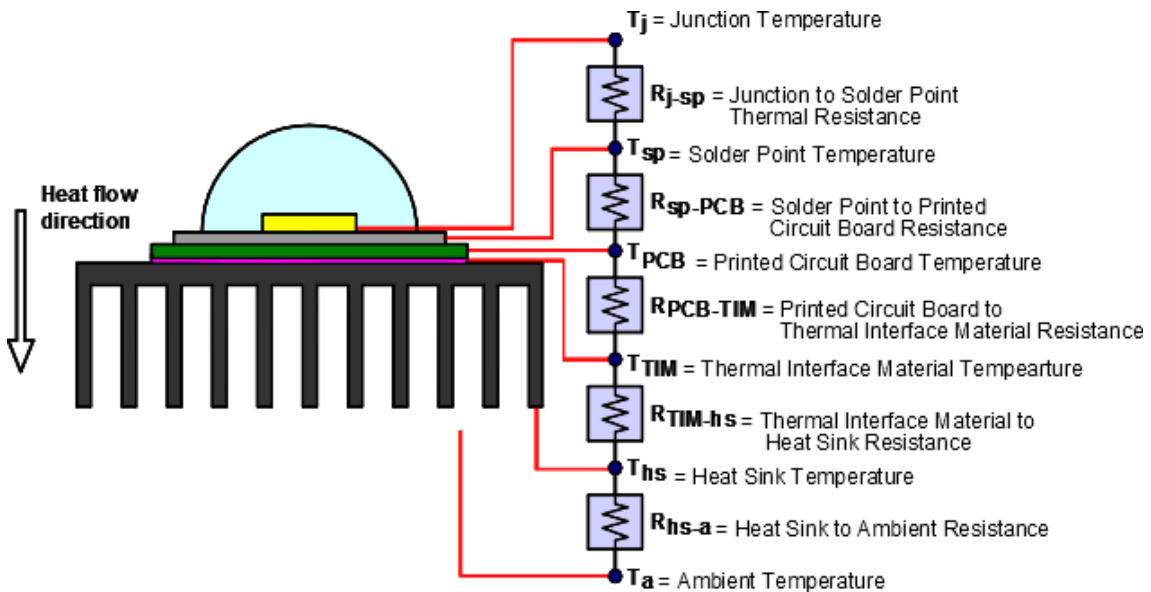 Tj = Junction Temperature
Rj-sp = Junction to Solder Point
Thermal Resistance
Tsp = Solder Point Temperature
Heat flow
direction
Rsp-PCB = Solder Point to Printed
Circuit Board Resistance
TPCB = Printed Circuit Board Temperature
RPCB-TIM = Printed Circuit Board to
Thermal Interface Material Resistance
TTIM = Thermal Interface Material Tempearture
RTIM-hs = Thermal Interface Material to
Heat Sink Resistance
Ths = Heat Sink Temperature
Rhs-a = Heat Sink to Ambient Resistance
Ta = Ambient Temperature